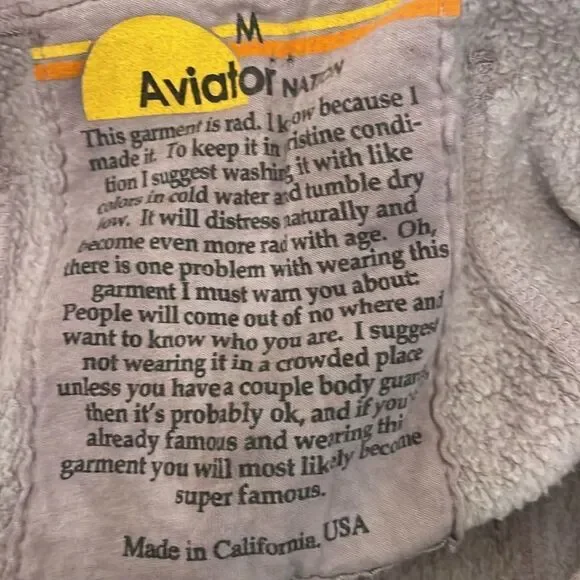 M
Aviator NATION
This garment is rad. I know because I
made it. To keep it in pristine condi-
tion I suggest washing it with like
colors in cold water and tumble dry
low. It will distress naturally and
become even more rad with age. Oh,
there is one problem with wearing this
garment I must warn you about:
People will come out of no where and
want to know who you are. I suggest
not wearing it in a crowded place
unless you have a couple body guards
then it's probably ok, and if you're
already famous and wearing this
garment you will most likely become
super famous.
Made in California, USA